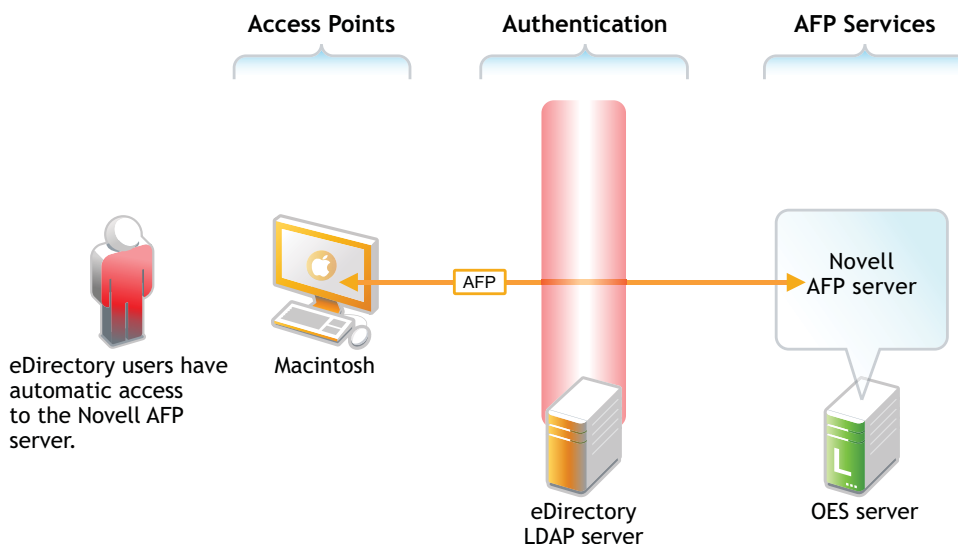 Access Points
Authentication
AFP Services
AFP
Novell
AFP server
eDirectory users have
automatic access
to the Novell AFP
server.
Macintosh
eDirectory
LDAP server
L
OES server